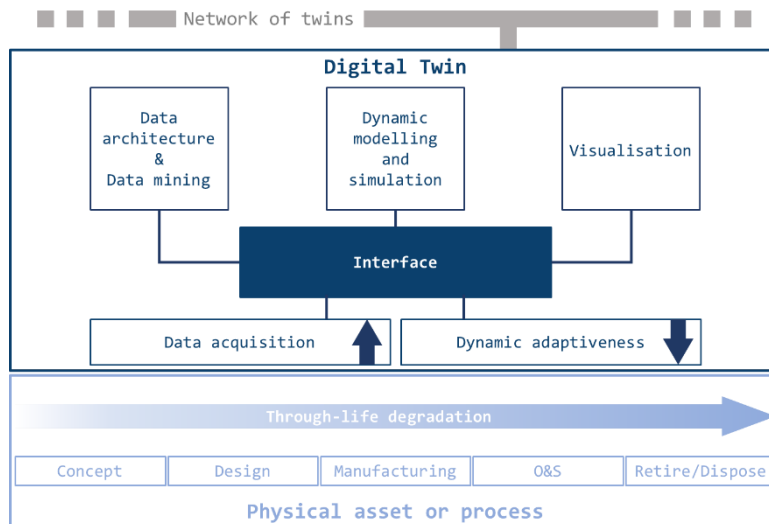 Network of twins
Digital Twin
Data
architecture
&
Data mining
Dynamic
modelling
and
simulation
Visualisation
Interface
Data acquisition
Dynamic adaptiveness
Through-life degradation
Concept
Design
Manufacturing
O&S
Retire/Dispose
Physical asset or process